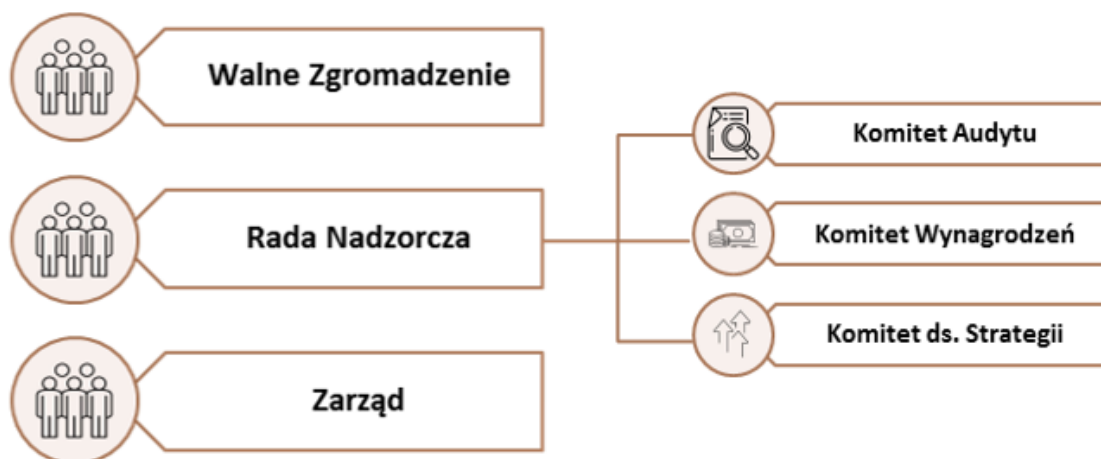 Walne Zgromadzenie
Rada Nadzorcza
Zarząd
Komitet Audytu
Komitet Wynagrodzeń
Komitet ds. Strategii